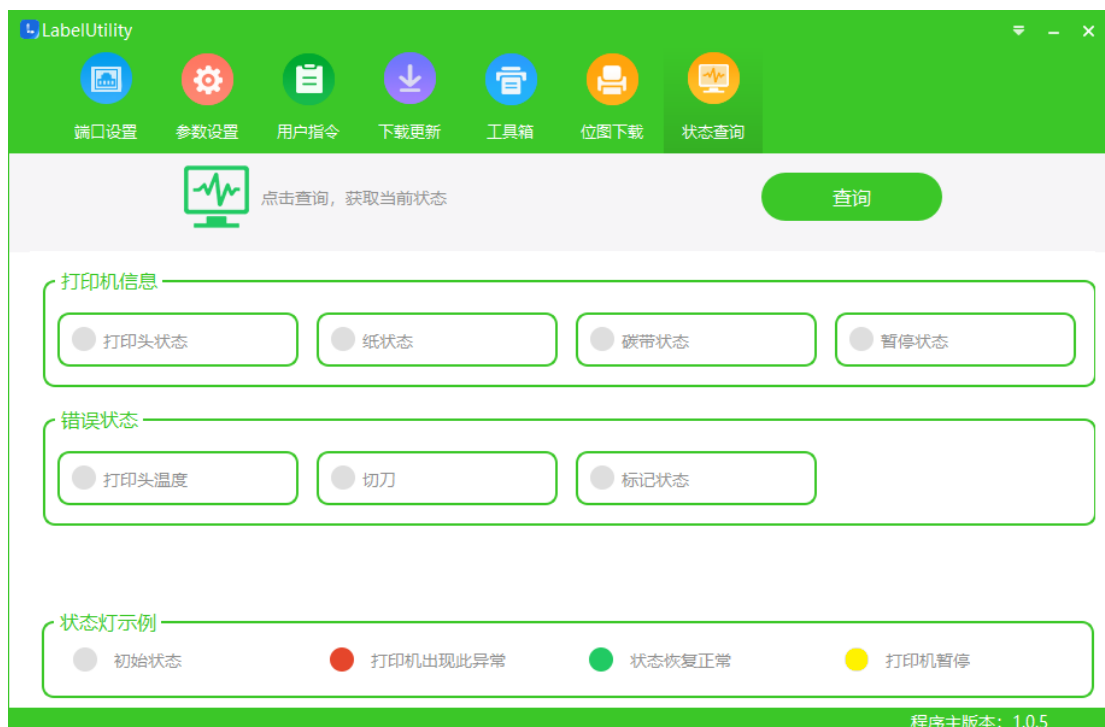 LabelUtility
端口设置 参数设置 用户指令 下载更新 工具箱 位图下载 状态查询
点击查询，获取当前状态 查询
打印机信息
打印头状态 纸状态 碳带状态 暂停状态
错误状态
打印头温度 切刀 标记状态
状态灯示例
初始状态 打印机出现此异常 状态恢复正常 打印机暂停
程序主版本：1.0.5